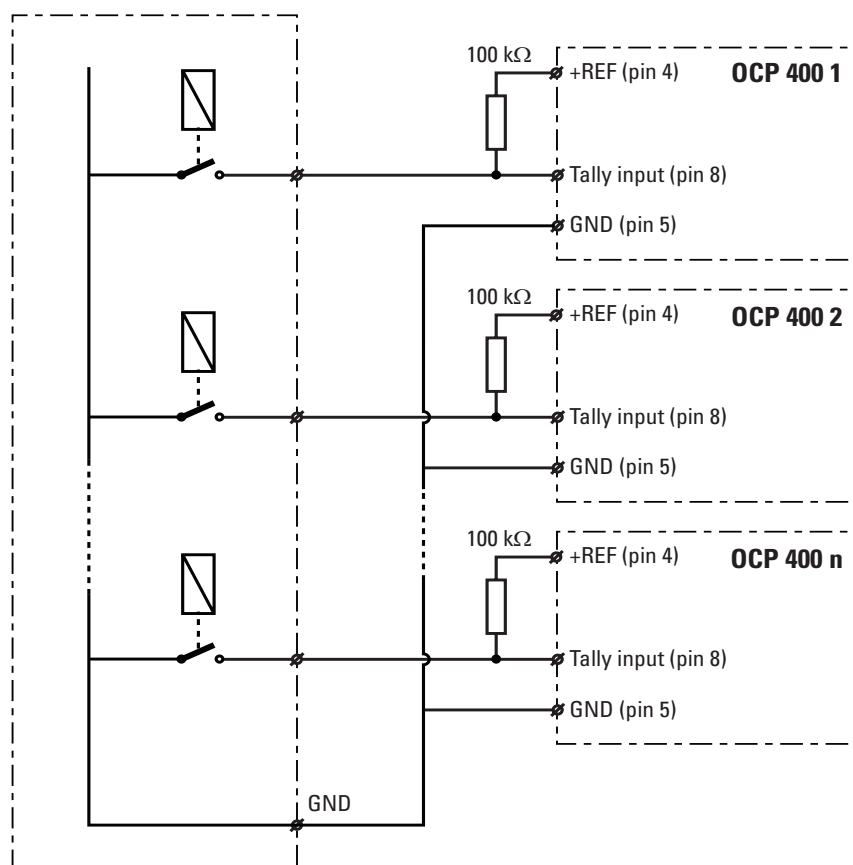 100 kΩ
+REF (pin 4)
OCP 400 1
Tally input (pin 8)
GND (pin 5)
100 kΩ
+REF (pin 4)
OCP 400 2
Tally input (pin 8)
GND (pin 5)
100 kΩ
+REF (pin 4)
OCP 400 n
Tally input (pin 8)
GND (pin 5)
GND